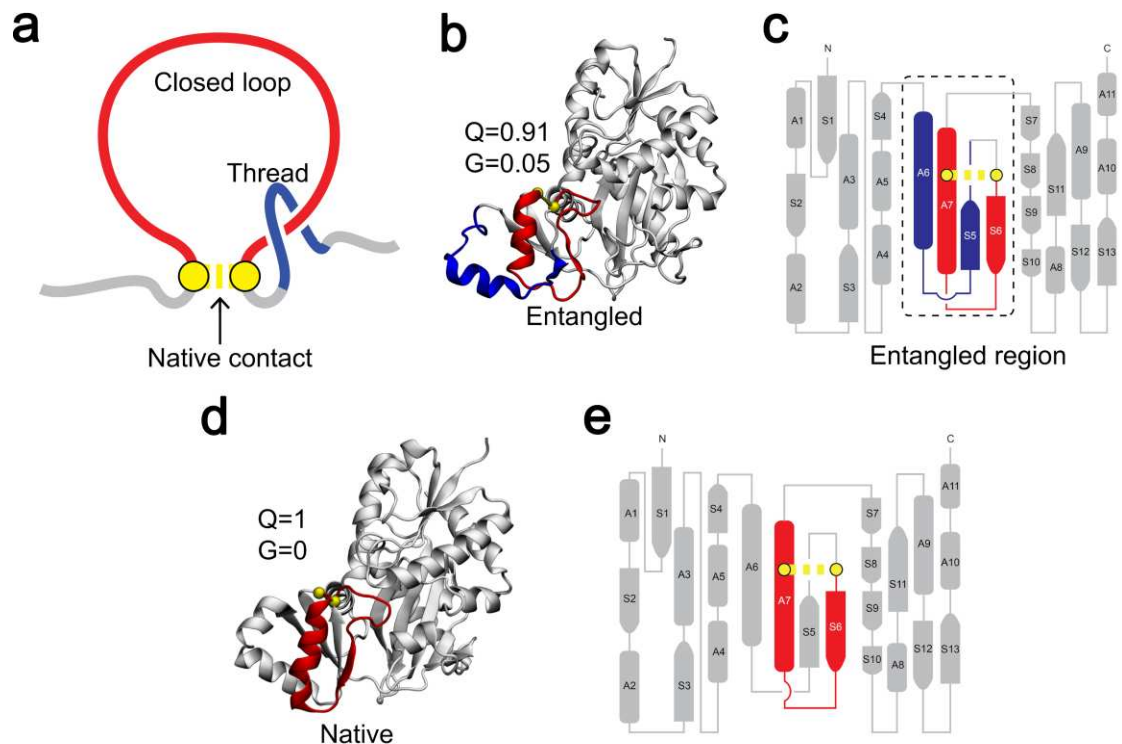 a
Closed loop
Thread
Native contact
b
Q=0.91
G=0.05
Entangled
c
N
C
A1
S1
S2
A2
A3
S3
S4
A5
A4
A6
A7
S5
S6
S7
S8
S9
S10
S11
A8
A9
S12
A11
A10
S13
Entangled region
d
Q=1
G=0
Native
e
N
C
A1
S1
S2
A2
A3
S3
S4
A5
A4
A6
A7
S5
S6
S7
S8
S9
S10
S11
A8
A9
S12
A11
A10
S13